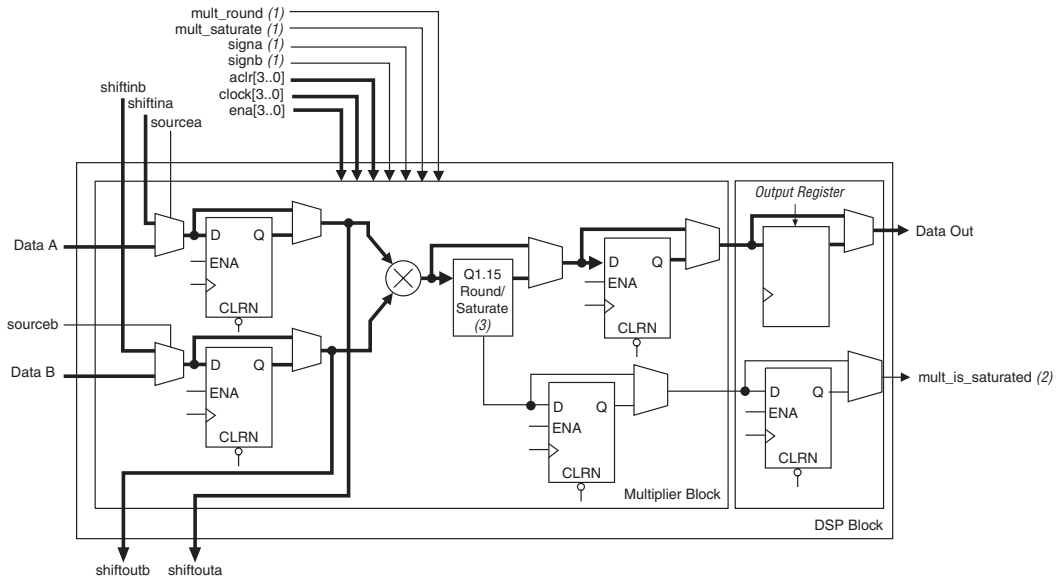 mult_round (1)
mult_saturate (1)
signa (1)
signb (1)
aclr[3..0]
clock[3..0]
ena[3..0]
shiftinb
shiftina
sourcea
Data A
D Q
ENA
CLRN
sourceb
Data B
D Q
ENA
CLRN
Q1.15
Round/
Saturate
(3)
D Q
ENA
CLRN
D Q
ENA
CLRN
Multiplier Block
Output Register
Data Out
D Q
ENA
CLRN
mult_is_saturated (2)
DSP Block
shiftoutb shiftouta